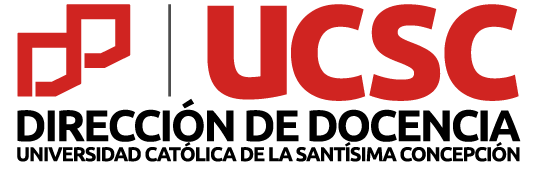 UCSC
DIRECCIÓN DE DOCENCIA
UNIVERSIDAD CATÓLICA DE LA SANTÍSIMA CONCEPCIÓN